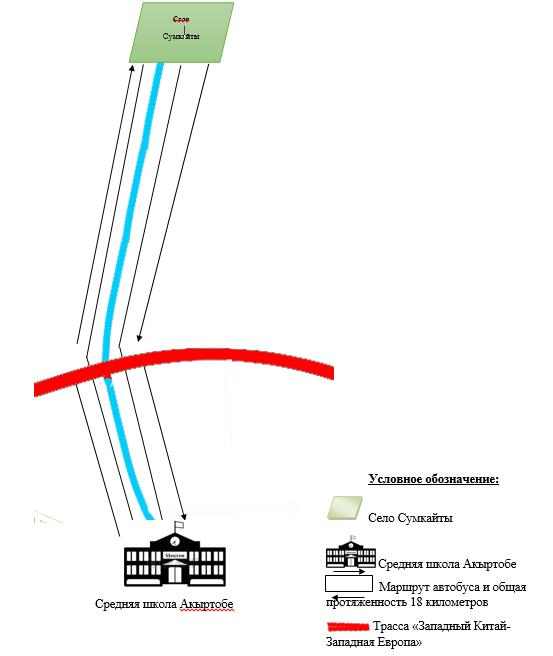 Село
Сумкайты
Мектеп
Средняя школа Акыртобе
Условное обозначение:
Село Сумкайты
Средняя школа Акыртобе
Маршрут автобуса и общая
протяженность 18 километров
Трасса «Западный Китай-
Западная Европа»